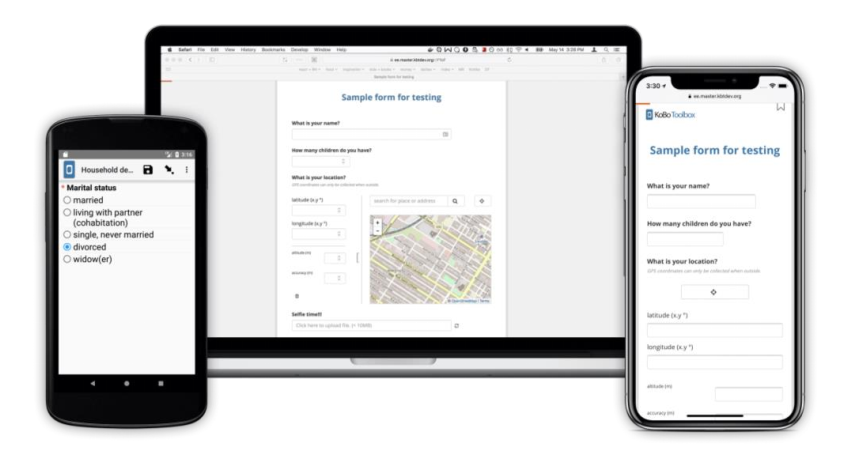 Safari File Edit View History Bookmarks Develop Window Help
May 14 3:28 PM
ee.master.kbtdev.org
Sample form for testing
Sample form for testing
What is your name?
How many children do you have?
What is your location?
GPS coordinates can only be collected when outside
latitude (x.y °)
search for place or address
longitude (x.y °)
+
-
altitude (m)
accuracy (m)
© OpenStreetMap | Terms
Selfie time!!
Click here to upload file. (< 10MB)
3:16
Household de...
* Marital status
married
living with partner
(cohabitation)
single, never married
divorced
widow(er)
3:30
ee.master.kbtdev.org
KoBoToolbox
Sample form for testing
What is your name?
How many children do you have?
What is your location?
GPS coordinates can only be collected when outside
latitude (x.y °)
longitude (x.y °)
altitude (m)
accuracy (m)